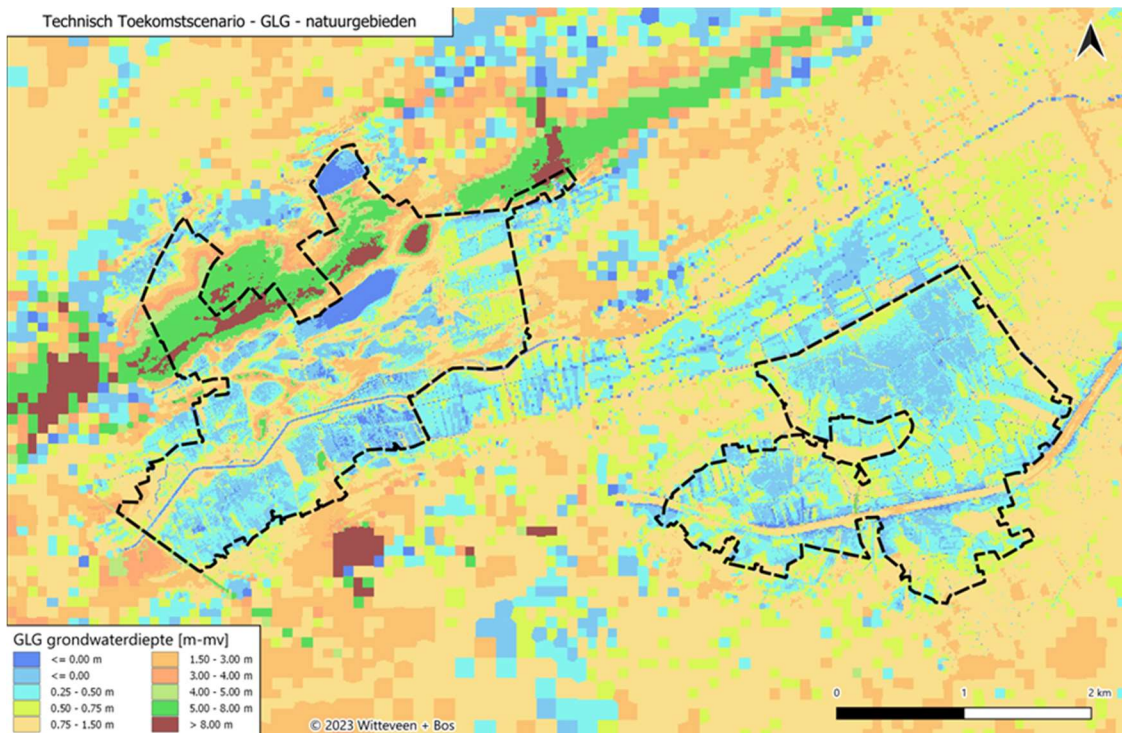 Technisch Toekomstscenario - GLG - natuurgebieden
GLG grondwaterdiepte [m-mv]
<= 0.00 m
<= 0.00
0.25 - 0.50 m
0.50 - 0.75 m
0.75 - 1.50 m
1.50 - 3.00 m
3.00 - 4.00 m
4.00 - 5.00 m
5.00 - 8.00 m
> 8.00 m
© 2023 Witteveen + Bos
0 1 2 km